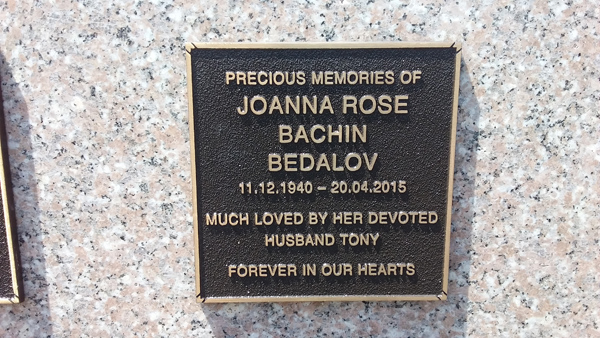 PRECIOUS MEMORIES OF
JOANNA ROSE
BACHIN
BEDALOV
11.12.1940 – 20.04.2015
MUCH LOVED BY HER DEVOTED
HUSBAND TONY
FOREVER IN OUR HEARTS